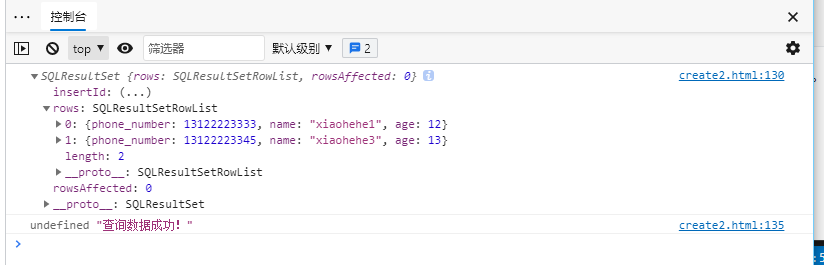 ··· 控制台
top ▼ 筛选器 默认级别 ▼ 2
▼SQLResultSet {rows: SQLResultSetRowList, rowsAffected: 0} i create2.html:130
insertId: (...)
▼rows: SQLResultSetRowList
▶0: {phone_number: 13122223333, name: "xiaohehe1", age: 12}
▶1: {phone_number: 13122223345, name: "xiaohehe3", age: 13}
length: 2
▶__proto__: SQLResultSetRowList
rowsAffected: 0
▶__proto__: SQLResultSet
undefined "查询数据成功！" create2.html:135